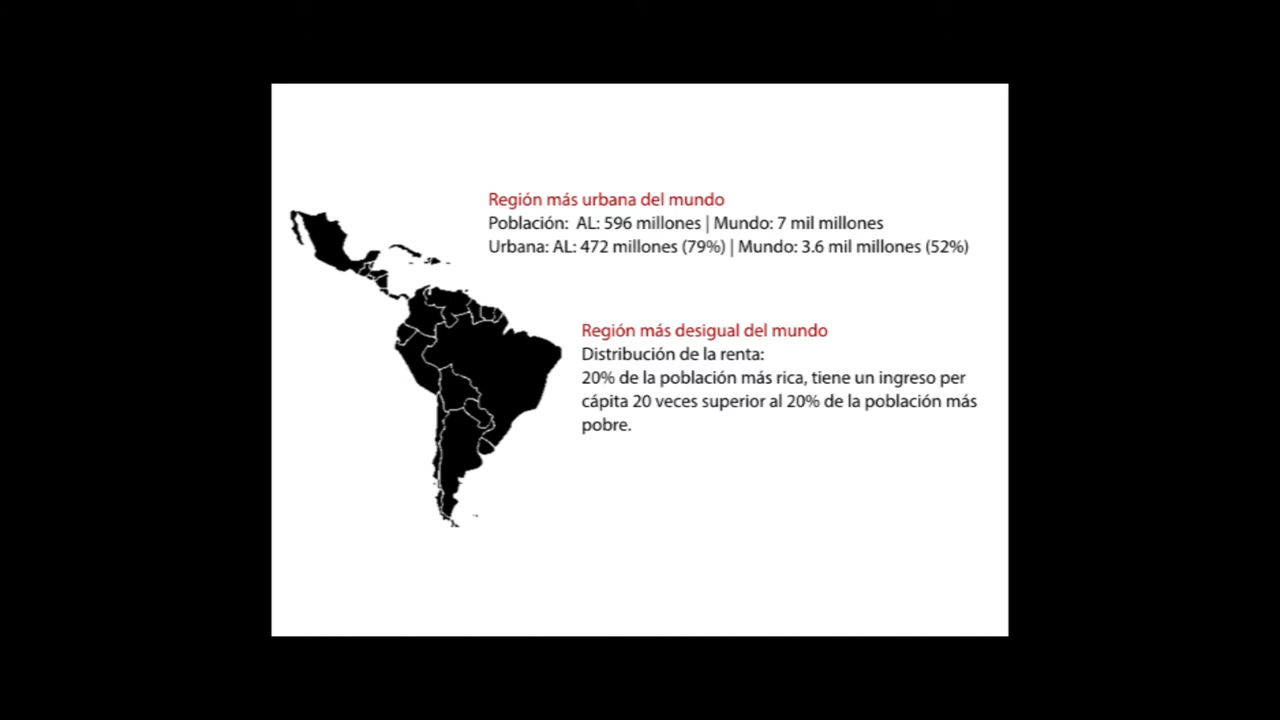 Región más urbana del mundo
Población: AL: 596 millones | Mundo: 7 mil millones
Urbana: AL: 472 millones (79%) | Mundo: 3.6 mil millones (52%)
Región más desigual del mundo
Distribución de la renta:
20% de la población más rica, tiene un ingreso per
cápita 20 veces superior al 20% de la población más
pobre.